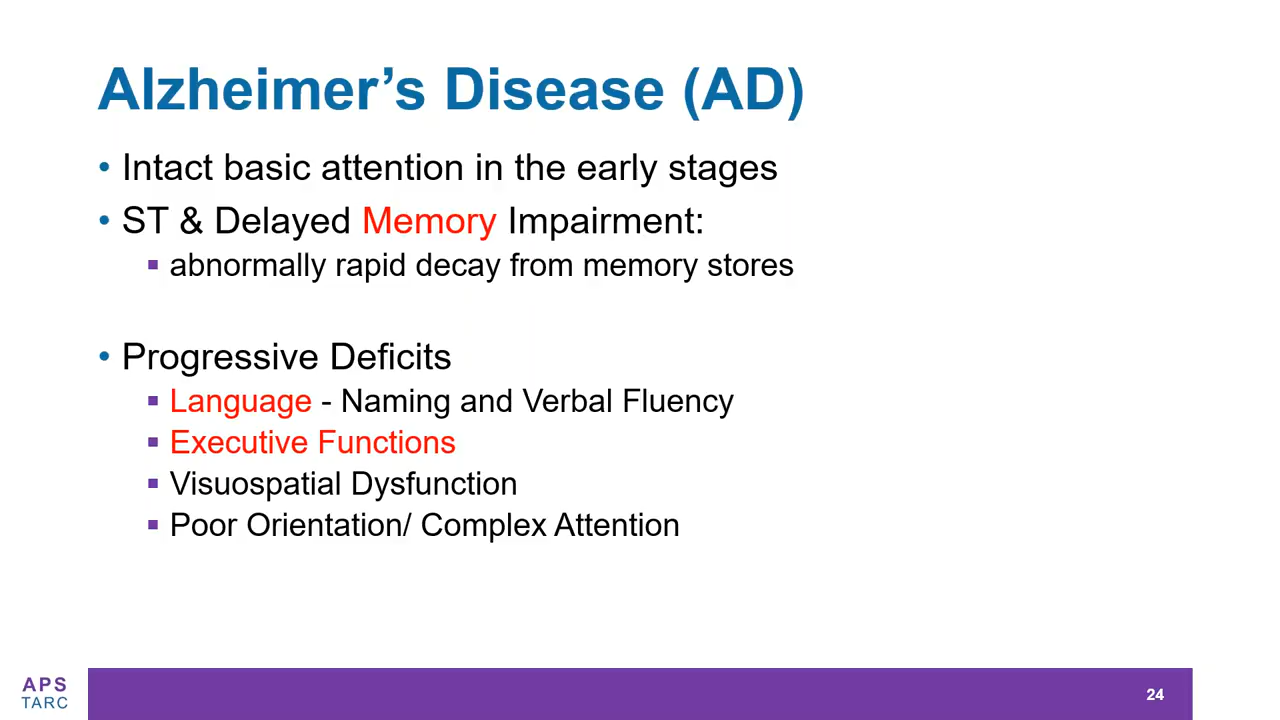 Alzheimer’s Disease (AD)
• Intact basic attention in the early stages
• ST & Delayed Memory Impairment:
▪ abnormally rapid decay from memory stores
• Progressive Deficits
▪ Language - Naming and Verbal Fluency
▪ Executive Functions
▪ Visuospatial Dysfunction
▪ Poor Orientation/ Complex Attention
APS
TARC
24